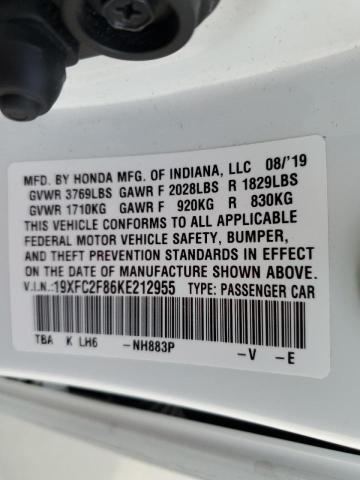 MFD. BY HONDA MFG. OF INDIANA, LLC 08/'19
GVWR 3769LBS GAWR F 2028LBS R 1829LBS
GVWR 1710KG GAWR F 920KG R 830KG
THIS VEHICLE CONFORMS TO ALL APPLICABLE
FEDERAL MOTOR VEHICLE SAFETY, BUMPER,
AND THEFT PREVENTION STANDARDS IN EFFECT
ON THE DATE OF MANUFACTURE SHOWN ABOVE.
V.I.N.:19XFC2F86KE212955 TYPE: PASSENGER CAR
TBA K LH6 -NH883P -V -E